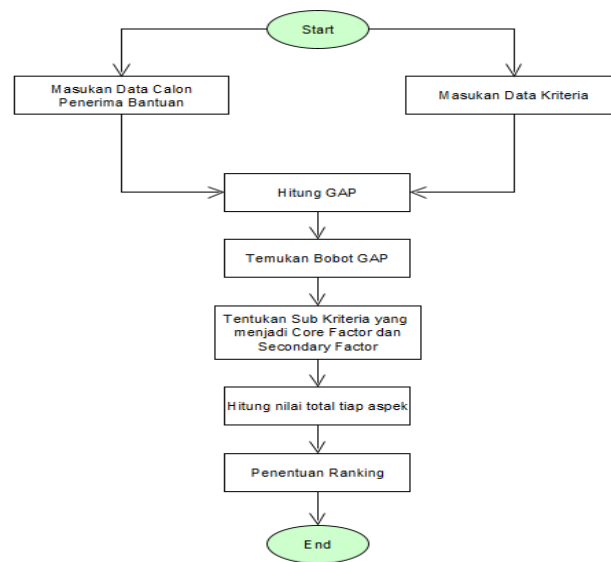 Start
Masukan Data Calon
Penerima Bantuan
Masukan Data Kriteria
Hitung GAP
Temukan Bobot GAP
Tentukan Sub Kriteria yang
menjadi Core Factor dan
Secondary Factor
Hitung nilai total tiap aspek
Penentuan Ranking
End